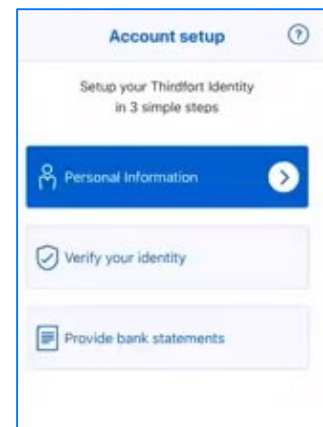 Account setup
?
Setup your Thirdfort Identity
in 3 simple steps
Personal Information
Verify your identity
Provide bank statements